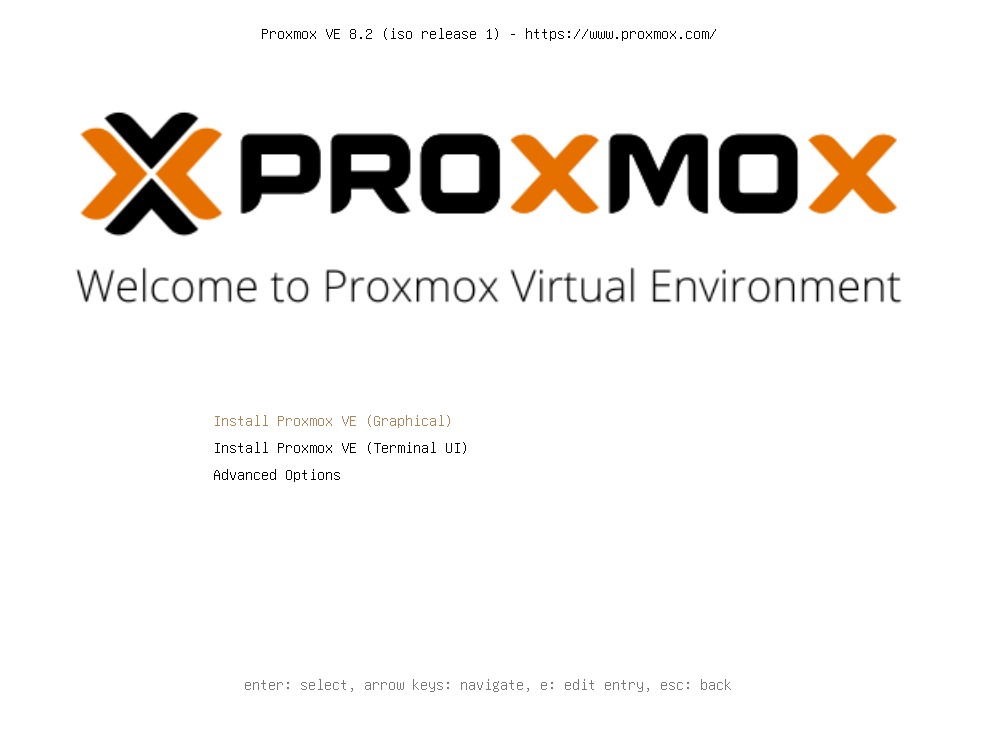 Proxmox VE 8.2 (iso release 1) - https://www.proxmox.com/
PROXMOX
Welcome to Proxmox Virtual Environment
Install Proxmox VE (Graphical)
Install Proxmox VE (Terminal UI)
Advanced Options
enter: select, arrow keys: navigate, e: edit entry, esc: back